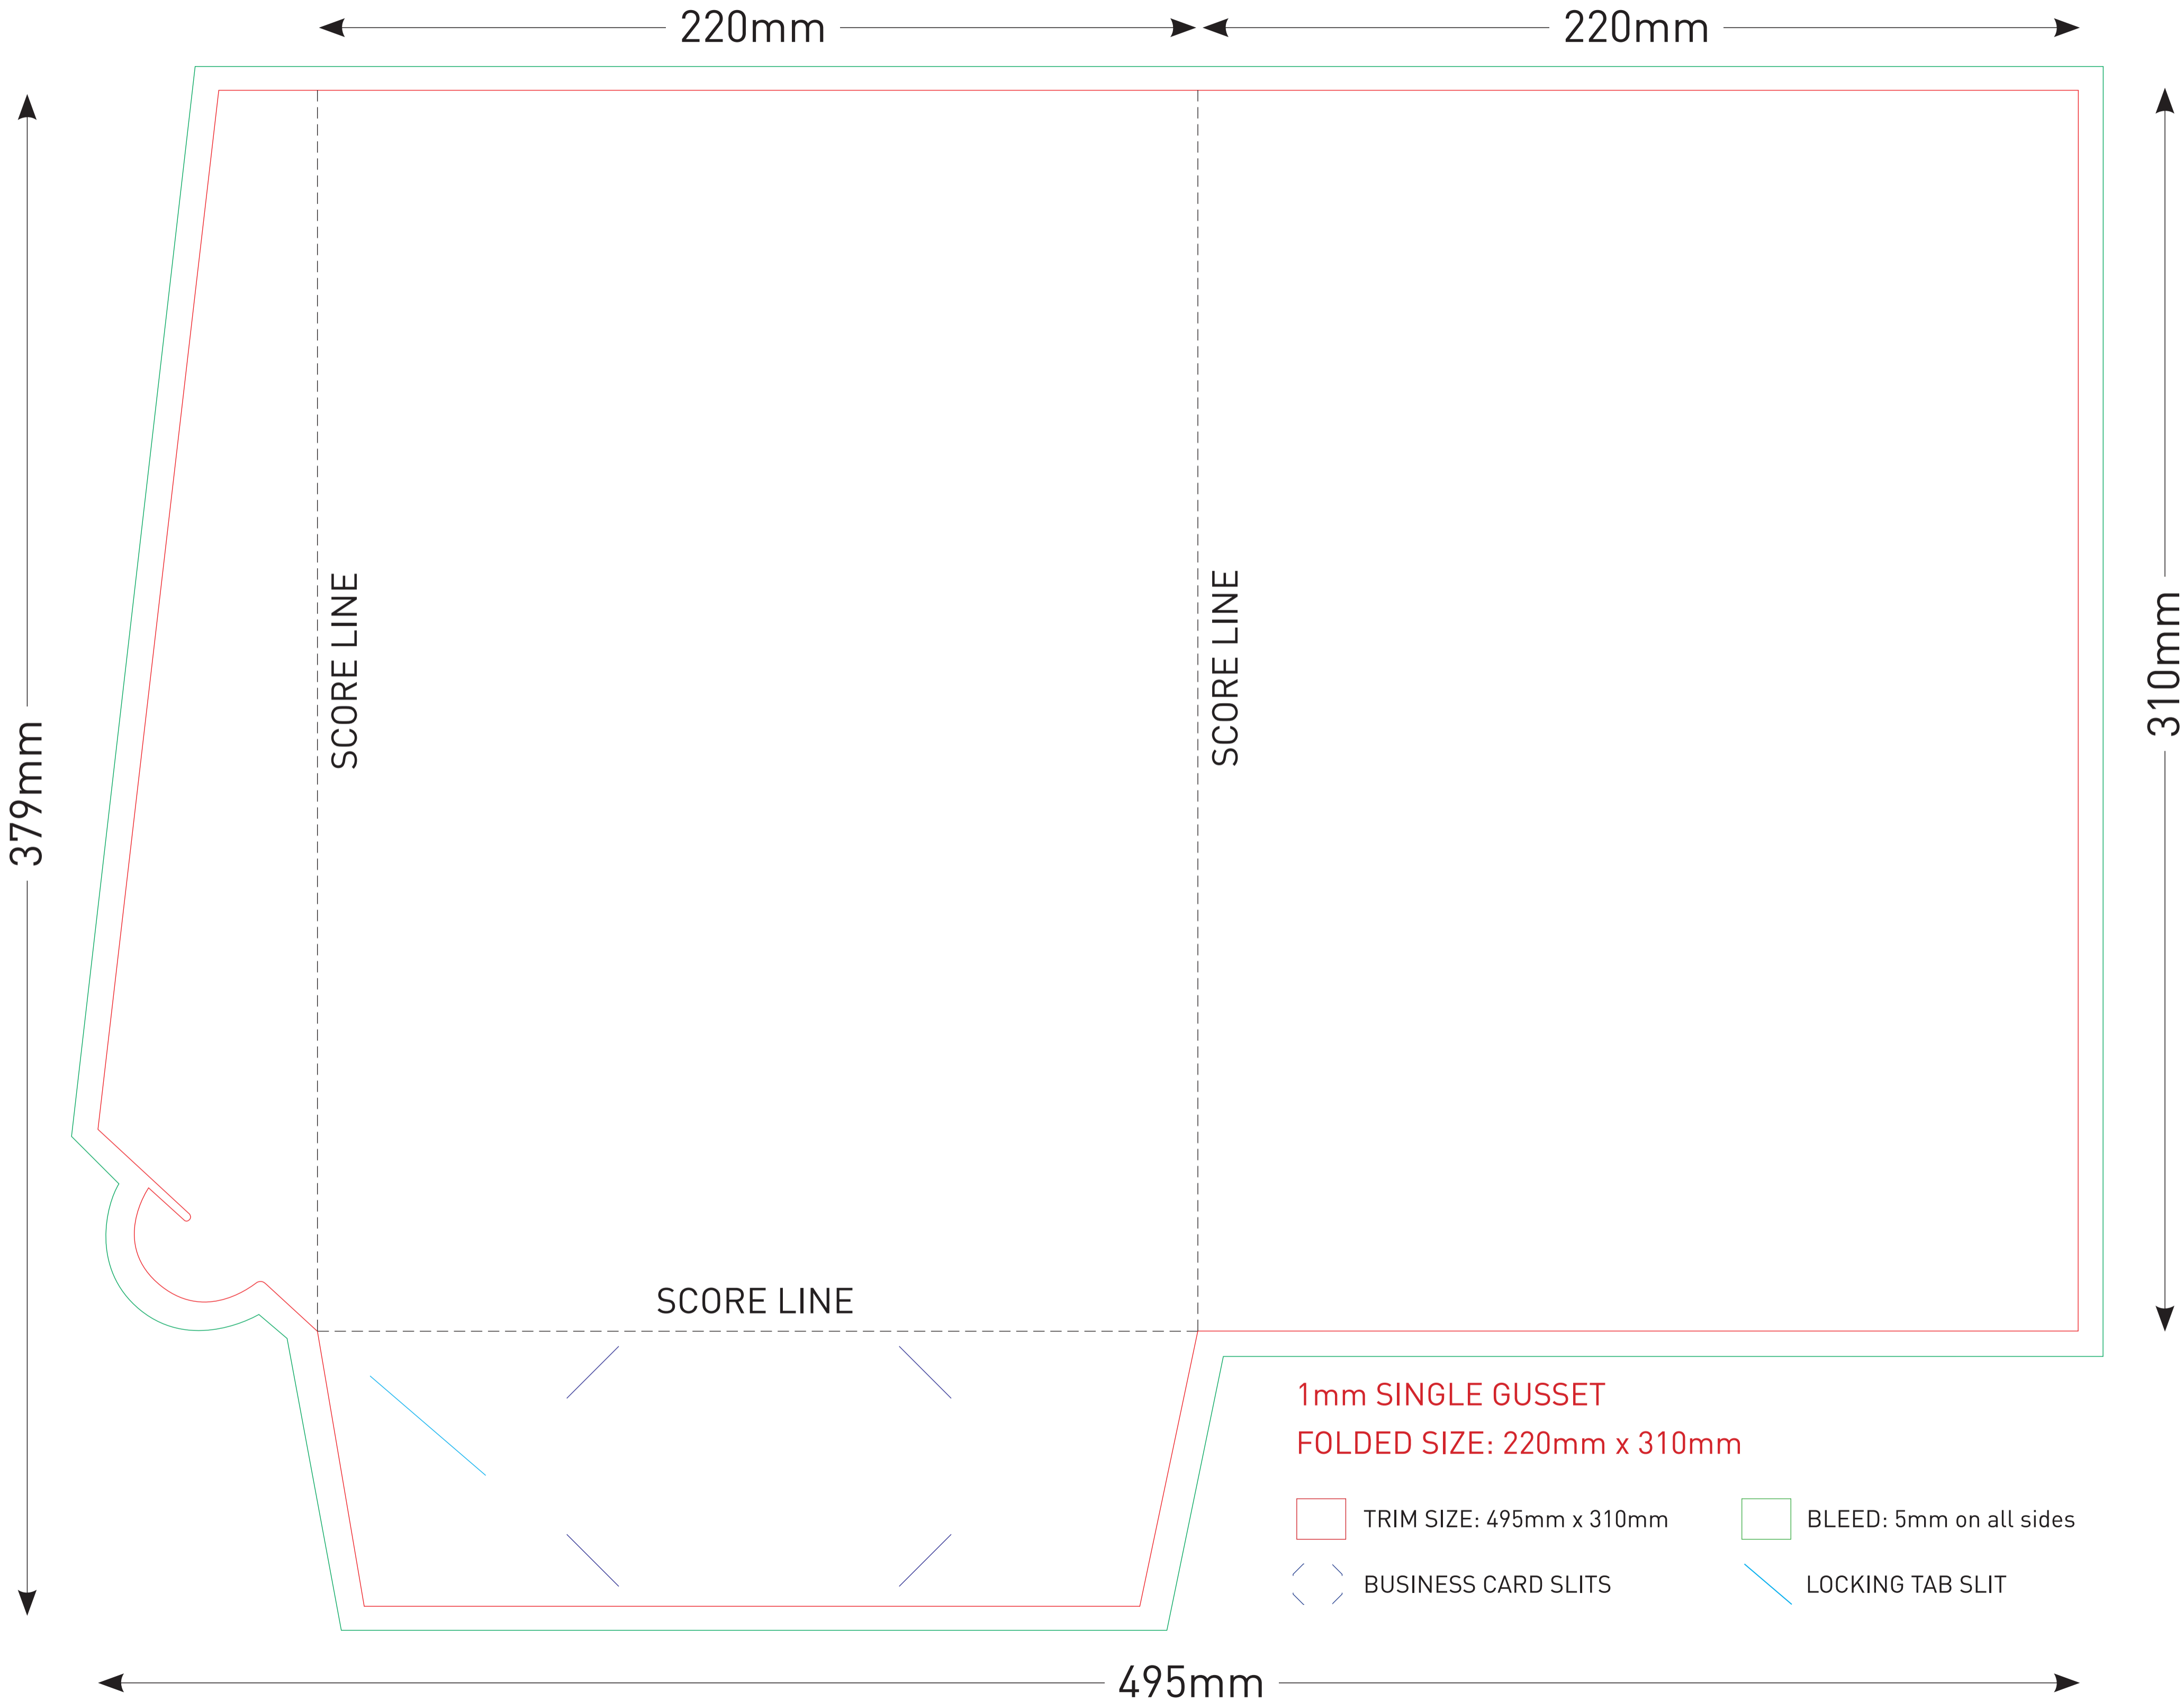 220mm
220mm
379mm
310mm
SCORE LINE
SCORE LINE
SCORE LINE
1mm SINGLE GUSSET
FOLDED SIZE: 220mm x 310mm
TRIM SIZE: 495mm x 310mm
BLEED: 5mm on all sides
BUSINESS CARD SLITS
LOCKING TAB SLIT
495mm